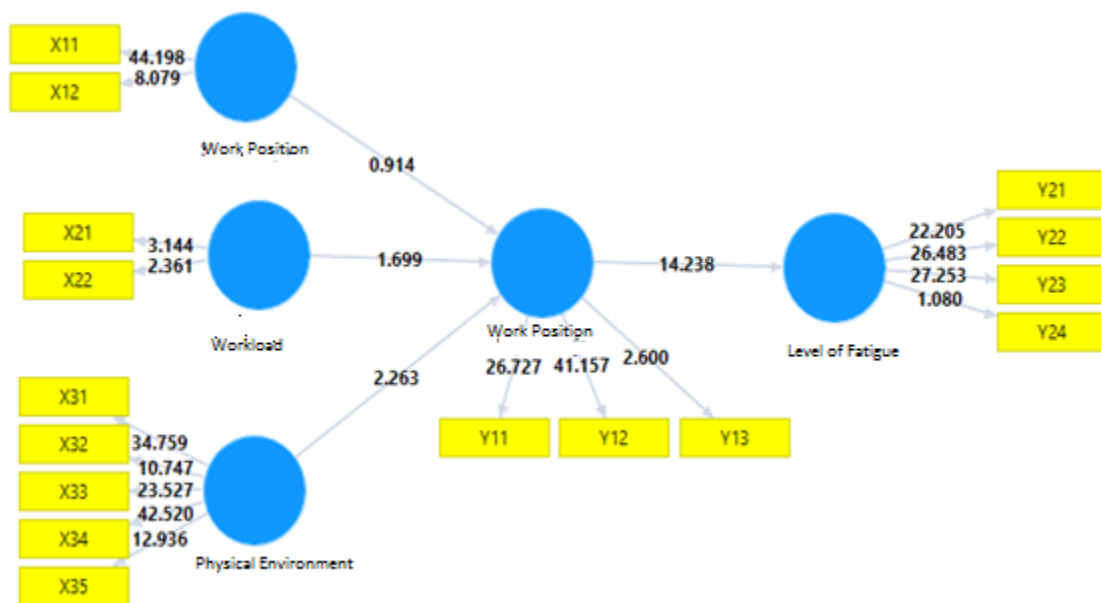 X11
44.198
X12
8.079
Work Position
0.914
X21
3.144
X22
2.361
Workload
1.699
Work Position
14.238
Level of Fatigue
Y21
22.205
Y22
26.483
Y23
27.253
Y24
1.080
2.263
26.727
41.157
2.600
Y11
Y12
Y13
X31
34.759
X32
10.747
X33
23.527
X34
42.520
X35
12.936
Physical Environment